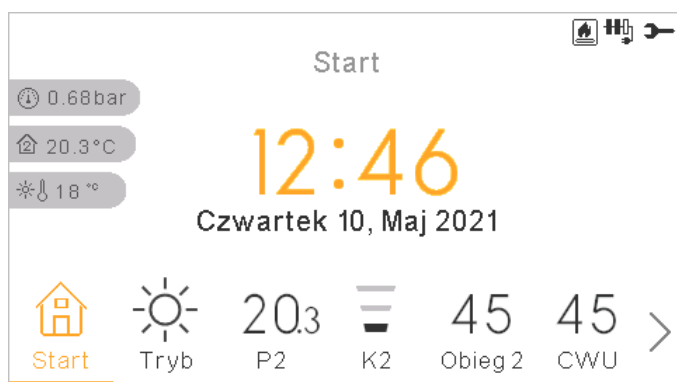 Start
0.68bar
2 20.3°C
18 °C
12:46
Czwartek 10, Maj 2021
20.3 45 45
Start Tryb P2 K2 Obieg 2 CWU